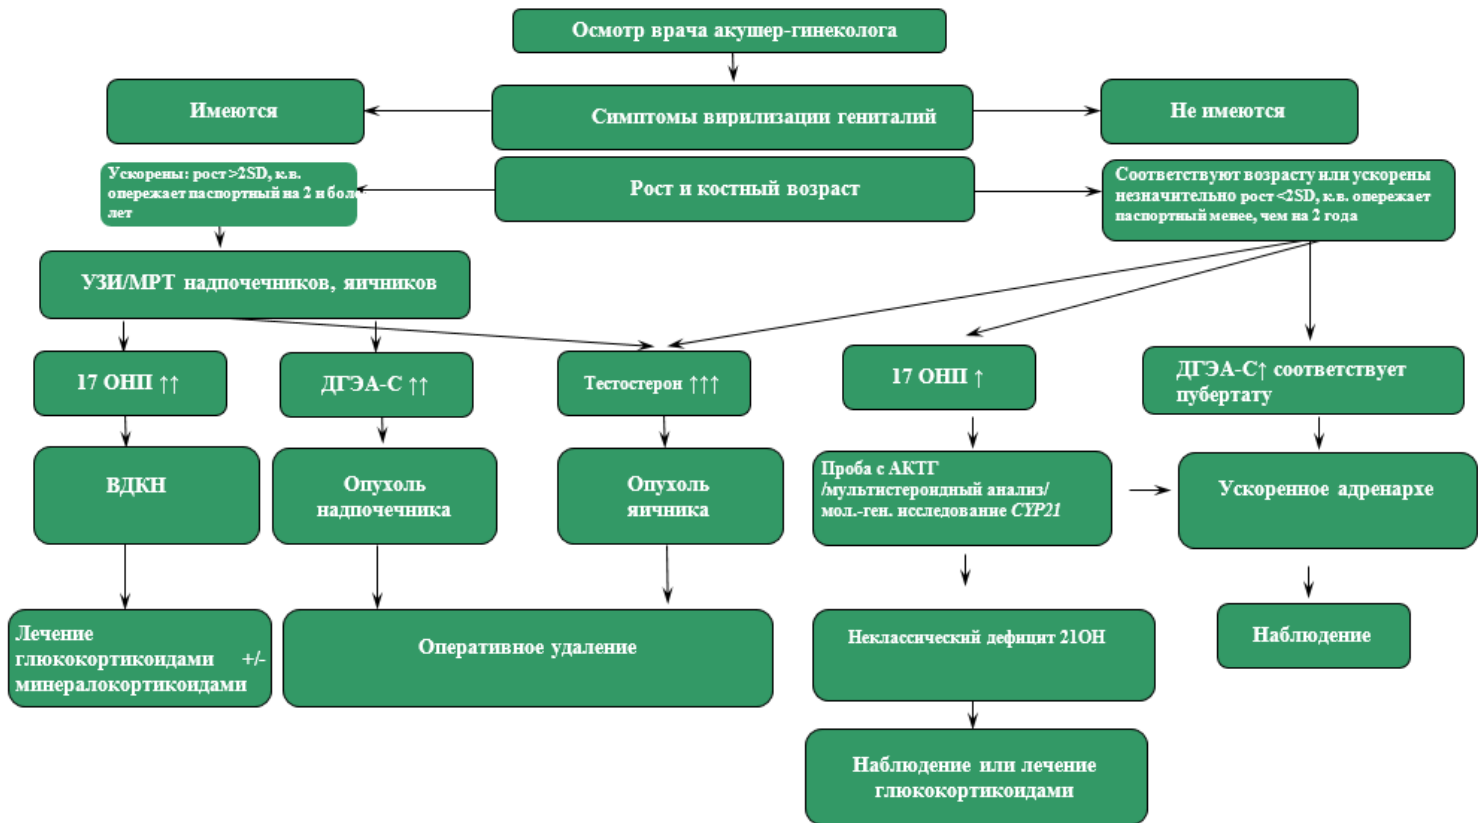 Осмотр врача акушер-гинеколога
Имеются
Симптомы вирилизации гениталий
Не имеются
Ускорены: рост >2SD, к.в.
опережает паспортный на 2 и
лет
Рост и костный возраст
Соответствуют возрасту или ускорены
незначительно рост <2SD, к.в. опережает
паспортный менее, чем на 2 года
УЗИ/МРТ надпочечников, яичников
17 ОНП ↑↑
ДГЭА-С ↑↑
Тестостерон ↑↑↑
17 ОНП ↑
ДГЭА-С↑ соответствует
пубертату
ВДКН
Опухоль
надпочечника
Опухоль
яичника
Проба с АКТГ
/мультистероидный анализ/
мол.-ген. исследование CYP21
Ускоренное адренархе
Лечение
глюкокортикоидами +/-
минералокортикоидами
Оперативное удаление
Неклассический дефицит 21ОН
Наблюдение
Наблюдение или лечение
глюкокортикоидами